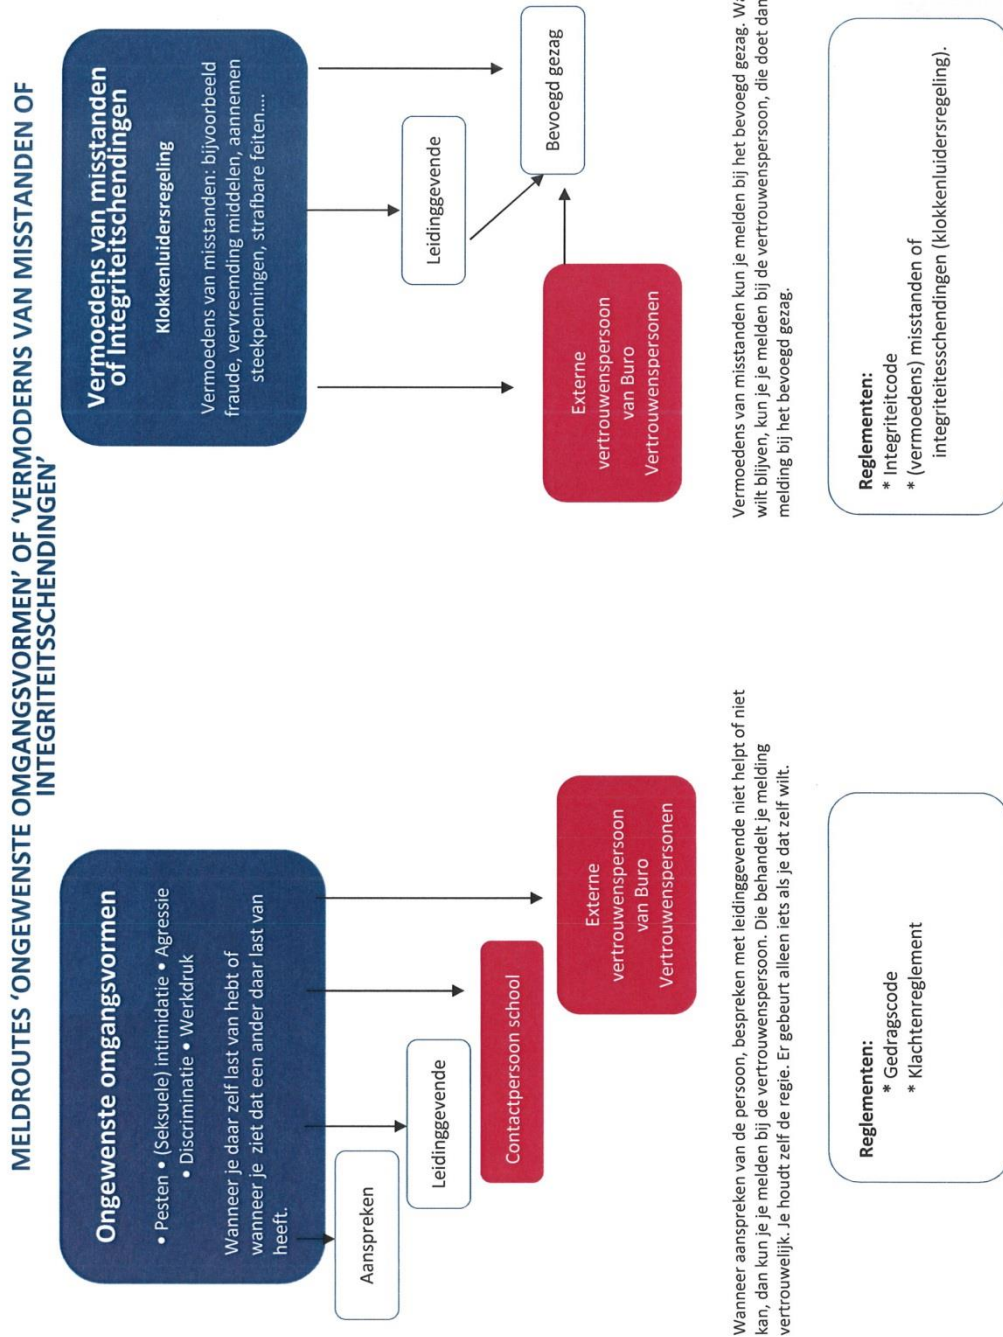 MELDROUTES 'ONGEWENSTE OMGANGSVORMEN' OF 'VERMODERNS VAN MISSTANDEN OF
INTEGRITEITSSCHENDINGEN'
Ongewenste omgangsvormen
• Pesten • (Seksuele) intimidatie • Agressie
• Discriminatie • Werkdruk
Wanneer je daar zelf last van hebt of
wanneer je ziet dat een ander daar last van
heeft.
Aanspreken
Leidinggevende
Contactpersoon school
Externe
vertrouwenspersoon
van Buro
Vertrouwenspersonen
Wanneer aanspreken van de persoon, bespreken met leidinggevende niet helpt of niet
kan, dan kun je je melden bij de vertrouwenspersoon. Die behandelt je melding
vertrouwelijk. Je houdt zelf de regie. Er gebeurt alleen iets als je dat zelf wilt.
Reglementen:
* Gedragscode
* Klachtenreglement
Vermoedens van misstanden
of Integriteitschendingen
Klokkenluidersregeling
Vermoedens van misstanden: bijvoorbeeld
fraude, vervreemding middelen, aannemen
steekpenningen, strafbare feiten....
Leidinggevende
Bevoegd gezag
Externe
vertrouwenspersoon
van Buro
Vertrouwenspersonen
Vermoedens van misstanden kun je melden bij het bevoegd gezag.
wilt blijven, kun je je melden bij de vertrouwenspersoon, die doet dan
melding bij het bevoegd gezag.
Reglementen:
* Integriteitcode
* (vermoedens) misstanden of
integriteitesschendingen (klokkenluidersregeling).